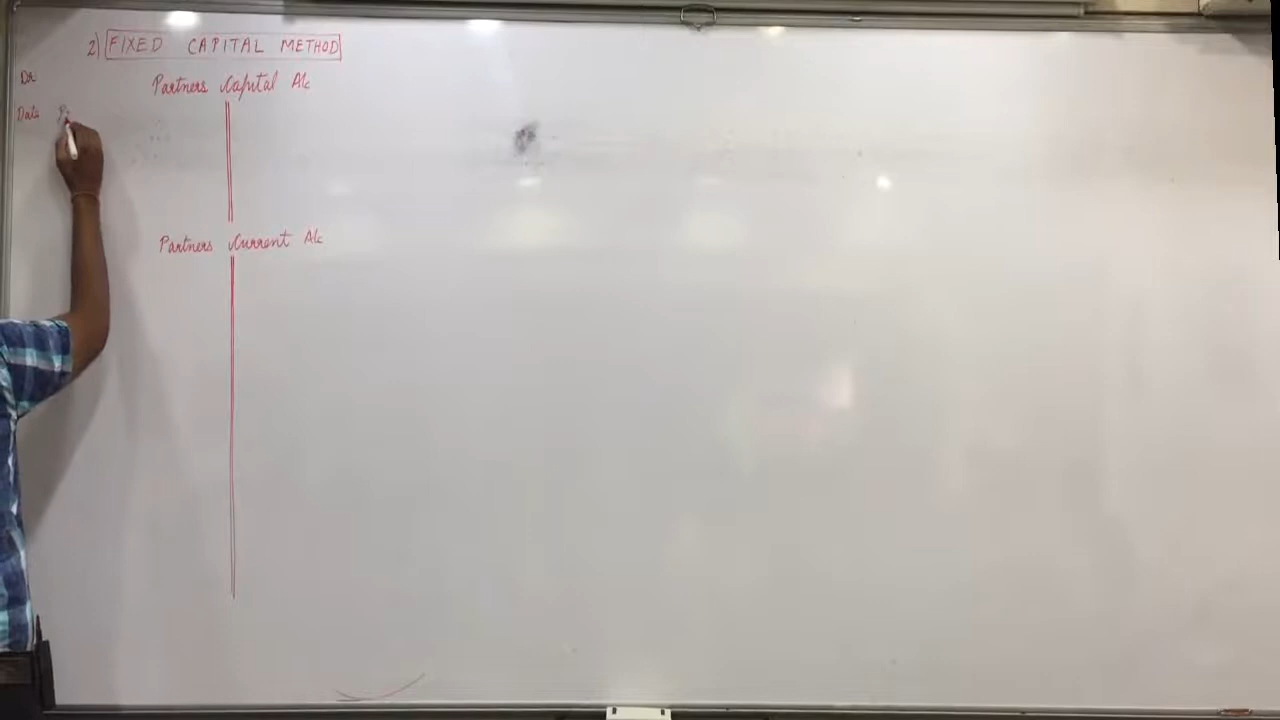 2) FIXED CAPITAL METHOD
Dr
Partners Capital A/c
Date
Partners Current A/c